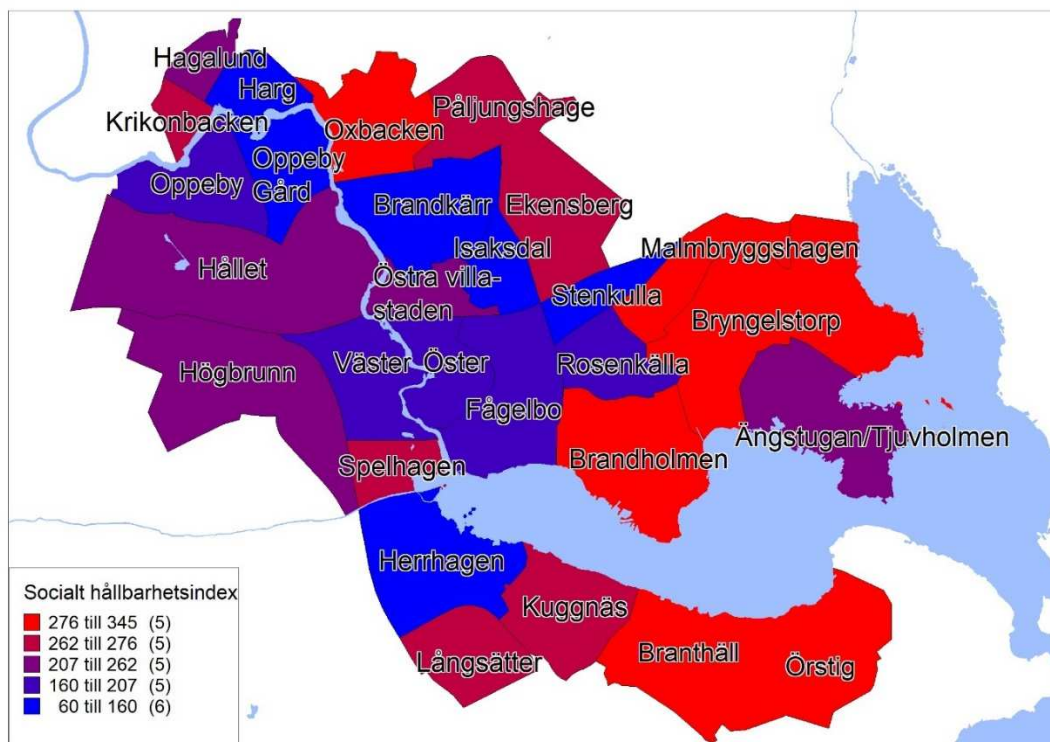 Hagalund
Harg
Krikonbacken
Oxbacken
Påljungshage
Oppeby
Oppeby
Gård
Brandkärr
Ekensberg
Isaksdal
Malmbryggshagen
Hållet
Östra villa-
staden
Stenkulla
Bryngelstorp
Högbrunn
Väster
Öster
Rosenkälla
Fågelbo
Ängstugan/Tjuvholmen
Spelhagen
Brandholmen
Herrhagen
Kuggnäs
Långsätter
Branthäll
Örstig
Socialt hållbarhetsindex
276 till 345 (5)
262 till 276 (5)
207 till 262 (5)
160 till 207 (5)
60 till 160 (6)